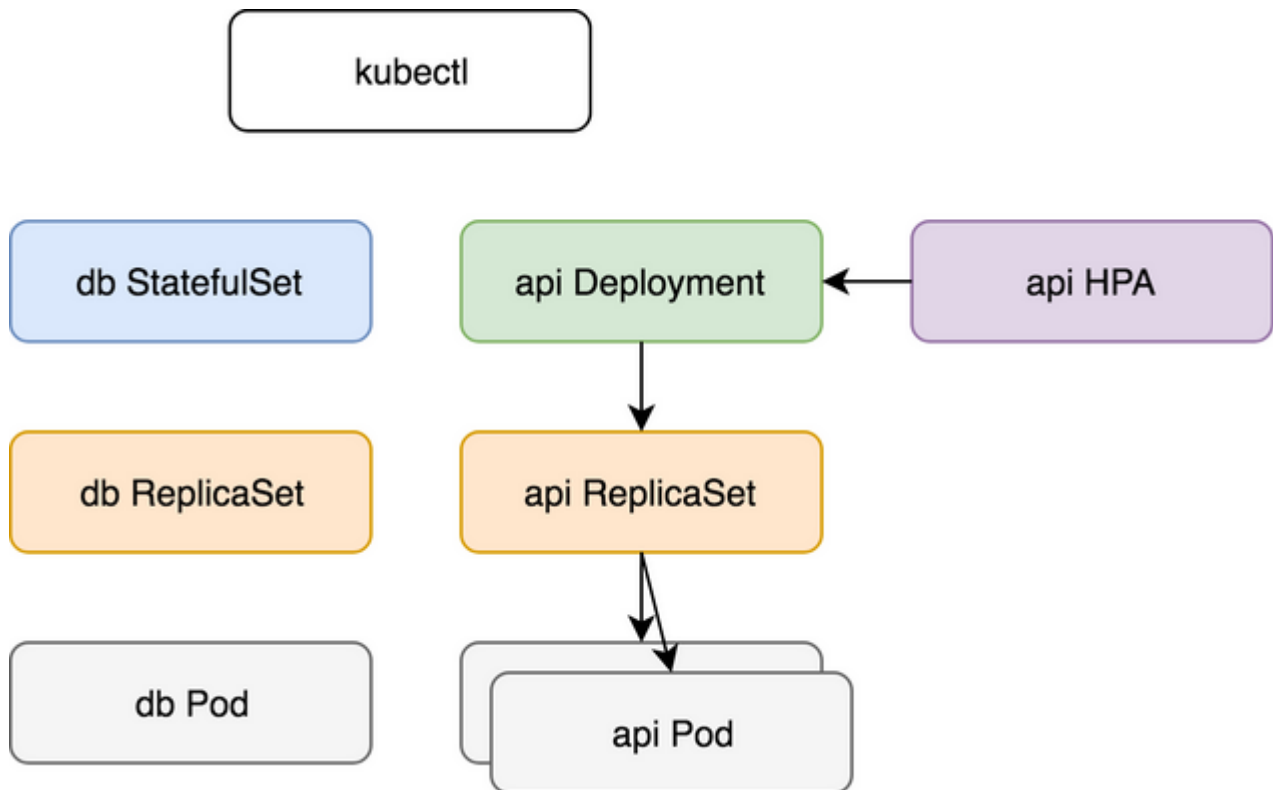 kubectl
db StatefulSet
api Deployment
api HPA
db ReplicaSet
api ReplicaSet
db Pod
api Pod